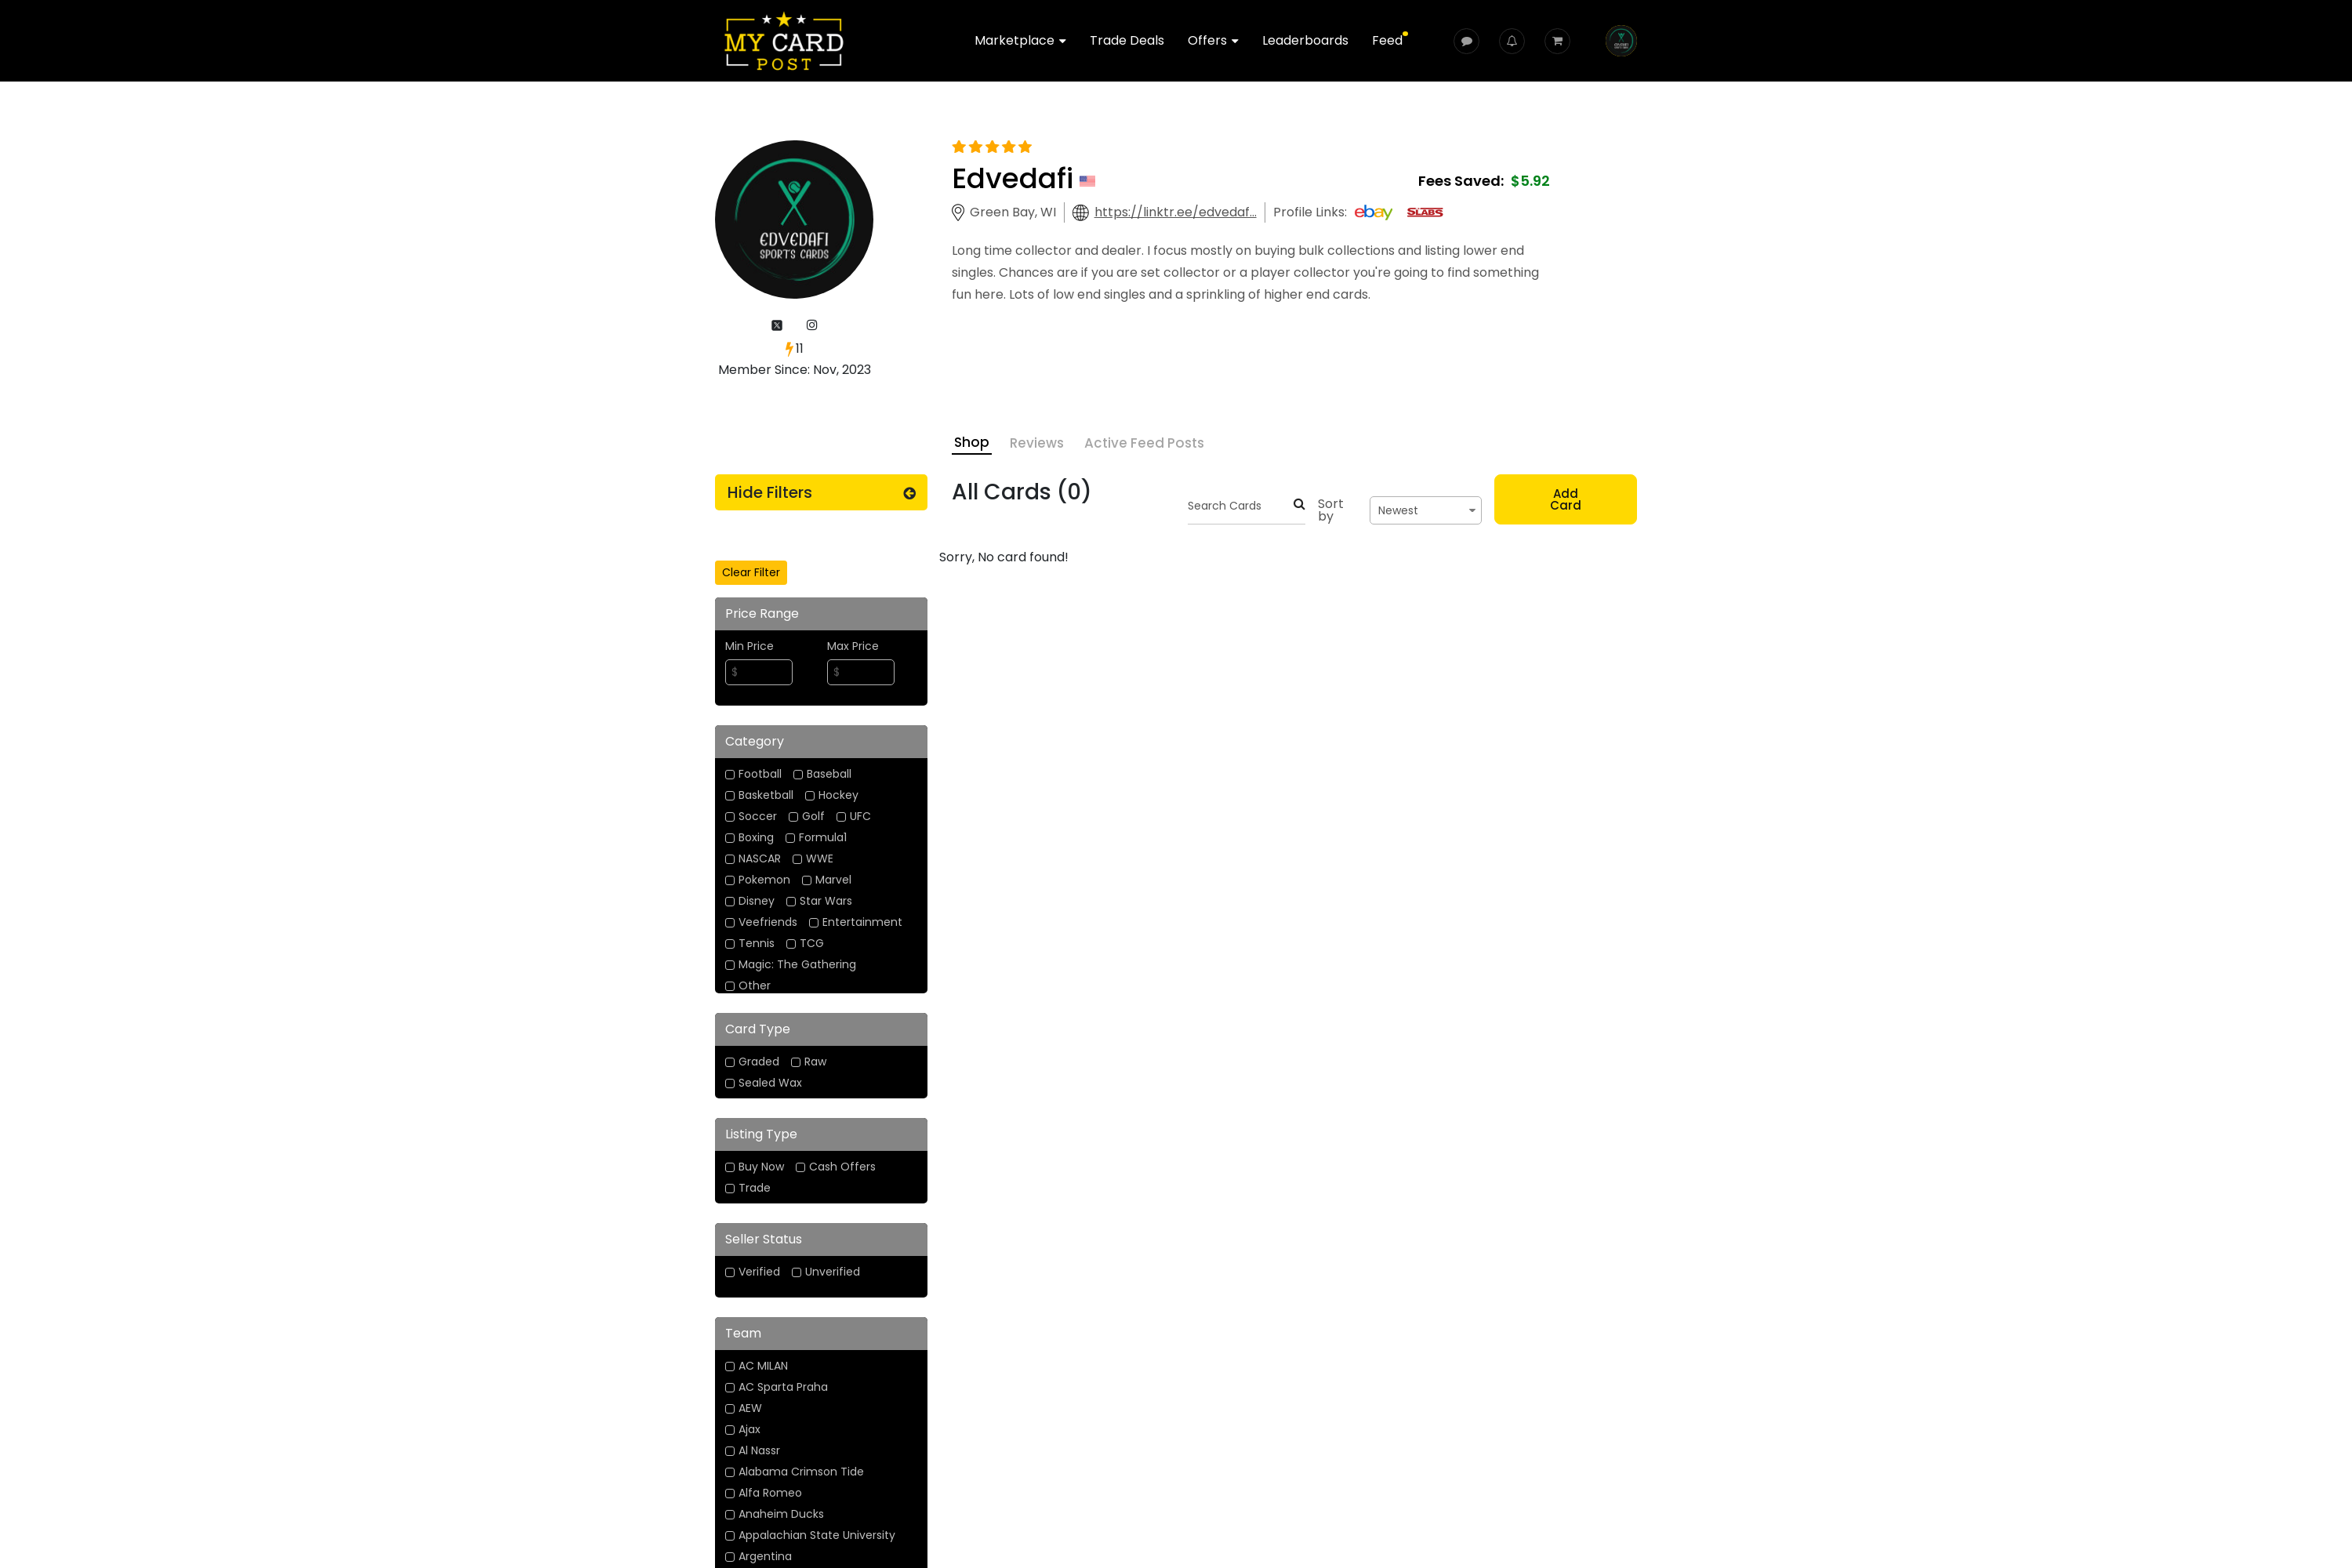 MY CARD
POST
Marketplace Trade Deals Offers Leaderboards Feed
EDVEDAFI
SPORTS CARDS
11
Member Since: Nov, 2023
Edvedafi
Fees Saved: $5.92
Green Bay, WI https://linktr.ee/edvedaf... Profile Links: ebay SLABS
Long time collector and dealer. I focus mostly on buying bulk collections and listing lower end
singles. Chances are if you are set collector or a player collector you're going to find something
fun here. Lots of low end singles and a sprinkling of higher end cards.
Shop Reviews Active Feed Posts
Hide Filters
All Cards (0)
Search Cards
Sort
by
Newest
Add
Card
Sorry, No card found!
Clear Filter
Price Range
Min Price Max Price
$ $
Category
Football Baseball
Basketball Hockey
Soccer Golf UFC
Boxing Formula1
NASCAR WWE
Pokemon Marvel
Disney Star Wars
Veefriends Entertainment
Tennis TCG
Magic: The Gathering
Other
Card Type
Graded Raw
Sealed Wax
Listing Type
Buy Now Cash Offers
Trade
Seller Status
Verified Unverified
Team
AC MILAN
AC Sparta Praha
AEW
Ajax
Al Nassr
Alabama Crimson Tide
Alfa Romeo
Anaheim Ducks
Appalachian State University
Argentina